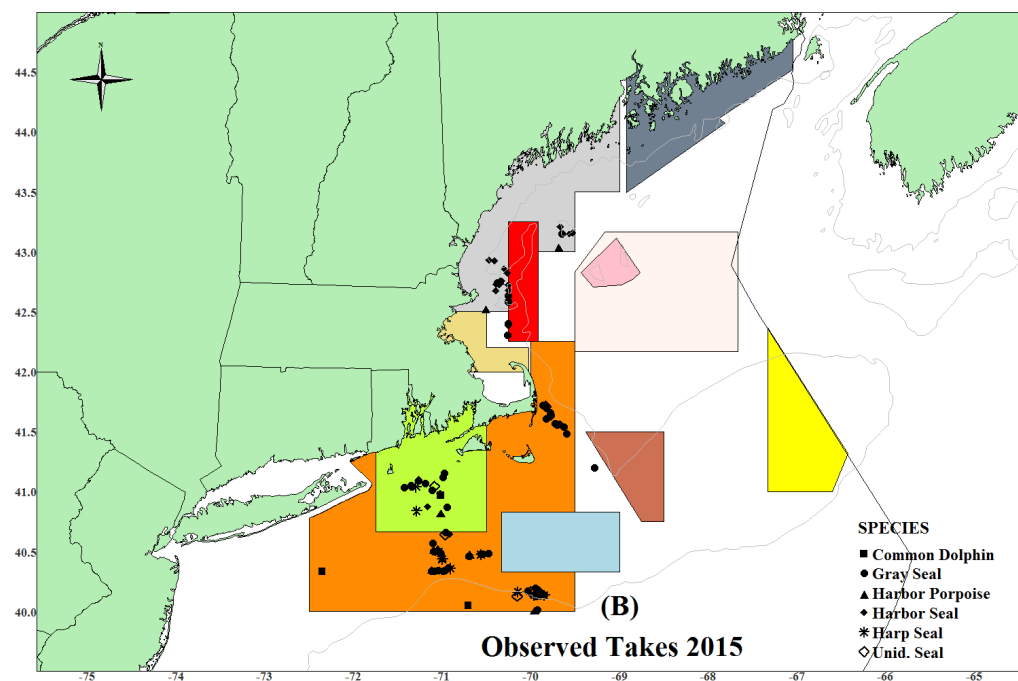 44.5
44.0
43.5
43.0
42.5
42.0
41.5
41.0
40.5
40.0
SPECIES
Common Dolphin
Gray Seal
Harbor Porpoise
Harbor Seal
Harp Seal
Unid. Seal
(B)
Observed Takes 2015
-75 -74 -73 -72 -71 -70 -69 -68 -67 -66 -65